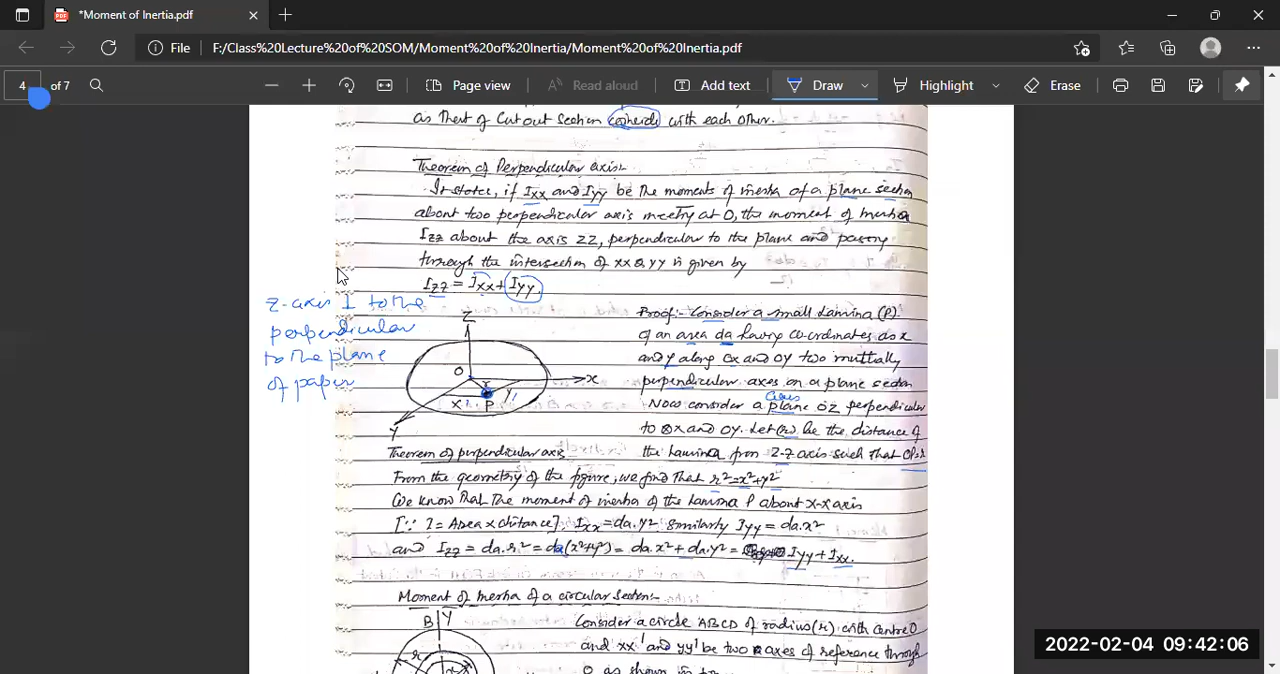 *Moment of Inertia.pdf
File F:/Class%20Lecture%20of%20SOM/Moment%20of%20Inertia/Moment%20of%20Inertia.pdf
4 of 7 Page view Read aloud Add text Draw Highlight Erase
as that of cut out section coincide with each other.
Theorem of Perpendicular axis:-
It states, if Ixx and Iyy be the moments of inertia of a plane section
about two perpendicular axis meeting at O, the moment of inertia
Izz about the axis ZZ, perpendicular to the plane and passing
through the intersection of xx & yy is given by
Izz = Ixx + Iyy.
z-axis ⊥ to the
perpendicular
to the plane
of paper
Z
O
r
x
y
P
X
Y
Proof:- Consider a small Lamina (P)
of an area da having co-ordinates as x
and y along ox and oy two mutually
perpendicular axes on a plane section
axis
Now consider a plane OZ perpendicular
to OX and OY. Let (r) be the distance of
the Lamina from Z-Z axis such that OP=r
Theorem of perpendicular axis
From the geometry of the figure, we find that r²=x²+y²
We know that the moment of inertia of the lamina P about X-X axis
[∵ I = Area x distance], Ixx=da.y² similarly Iyy = da.x²
and Izz = da.r² = da(x²+y²) = da.x² + da.y² = Iyy + Ixx.
Moment of inertia of a circular section:-
B Y
r
Consider a circle ABCD of radius (r) with centre O
and xx' and yy' be two axes of reference through
O as shown in
2022-02-04 09:42:06